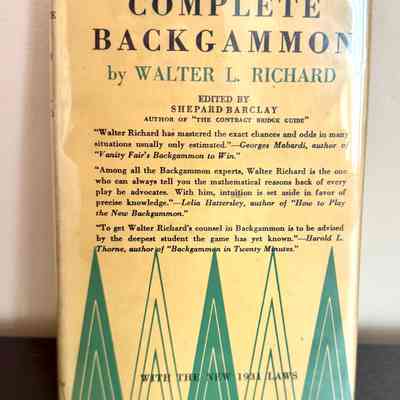 COMPLETE
BACKGAMMON
by WALTER L. RICHARD
EDITED BY
SHEPARD BARCLAY
AUTHOR OF "THE CONTRACT BRIDGE GUIDE"
"Walter Richard has mastered the exact chances and odds in many
situations usually only estimated."—Georges Mabardi, author of
"Vanity Fair's Backgammon to Win."
"Among all the Backgammon experts, Walter Richard is the one
who can always tell you the mathematical reasons back of every
play he advocates. With him, intuition is set aside in favor of
precise knowledge."—Lelia Hattersley, author of "How to Play
the New Backgammon."
"To get Walter Richard's counsel in Backgammon is to be advised
by the deepest student the game has yet known."—Harold L.
Thorne, author of "Backgammon in Twenty Minutes."
WITH THE NEW 1931 LAWS